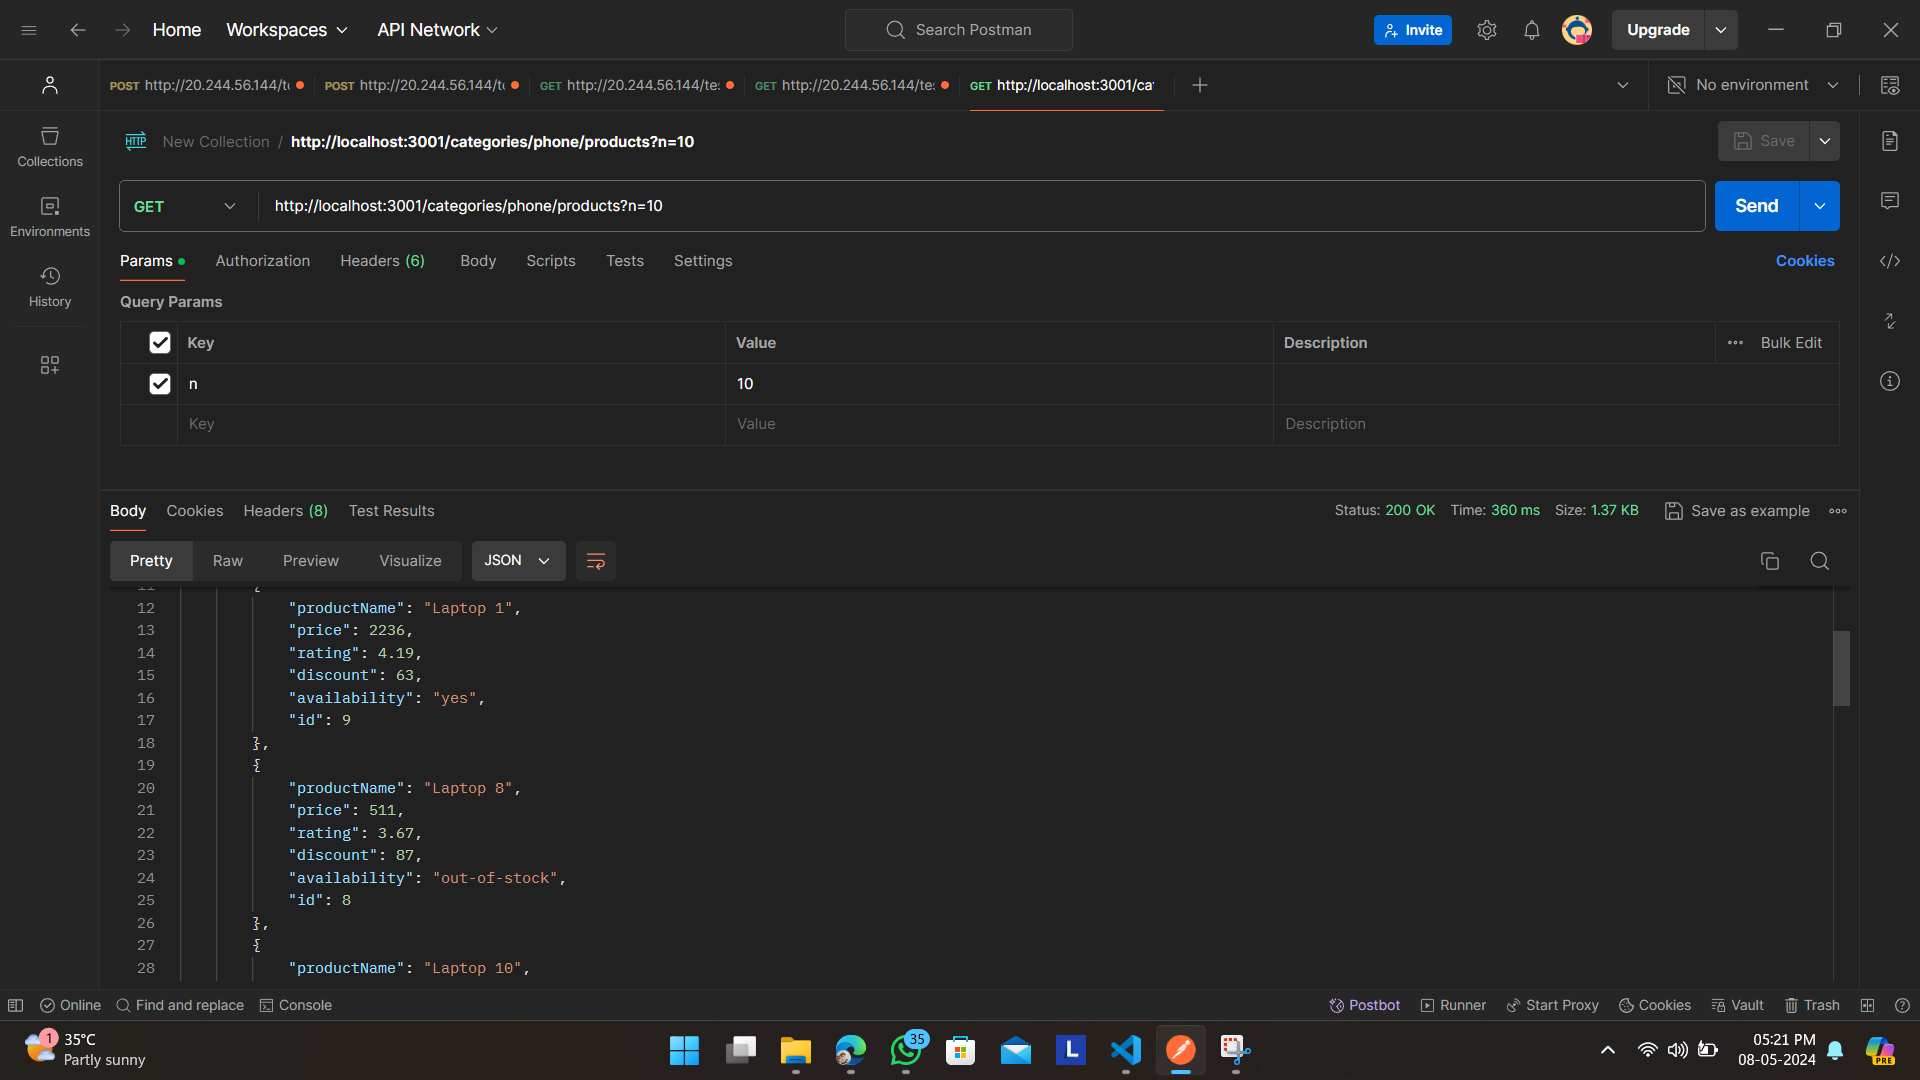 Home Workspaces API Network Search Postman Invite Upgrade
POST http://20.244.56.144/t POST http://20.244.56.144/t GET http://20.244.56.144/te GET http://20.244.56.144/te GET http://localhost:3001/ca No environment
New Collection / http://localhost:3001/categories/phone/products?n=10 Save
GET http://localhost:3001/categories/phone/products?n=10 Send
Params Authorization Headers (6) Body Scripts Tests Settings Cookies
Collections
Environments
History
Query Params
Key Value Description Bulk Edit
n 10
Key Value Description
Body Cookies Headers (8) Test Results Status: 200 OK Time: 360 ms Size: 1.37 KB Save as example
Pretty Raw Preview Visualize JSON
11 {
12 "productName": "Laptop 1",
13 "price": 2236,
14 "rating": 4.19,
15 "discount": 63,
16 "availability": "yes",
17 "id": 9
18 },
19 {
20 "productName": "Laptop 8",
21 "price": 511,
22 "rating": 3.67,
23 "discount": 87,
24 "availability": "out-of-stock",
25 "id": 8
26 },
27 {
28 "productName": "Laptop 10",
Online Find and replace Console Postbot Runner Start Proxy Cookies Vault Trash
1 35°C
Partly sunny
35
L
05:21 PM
08-05-2024
PRE